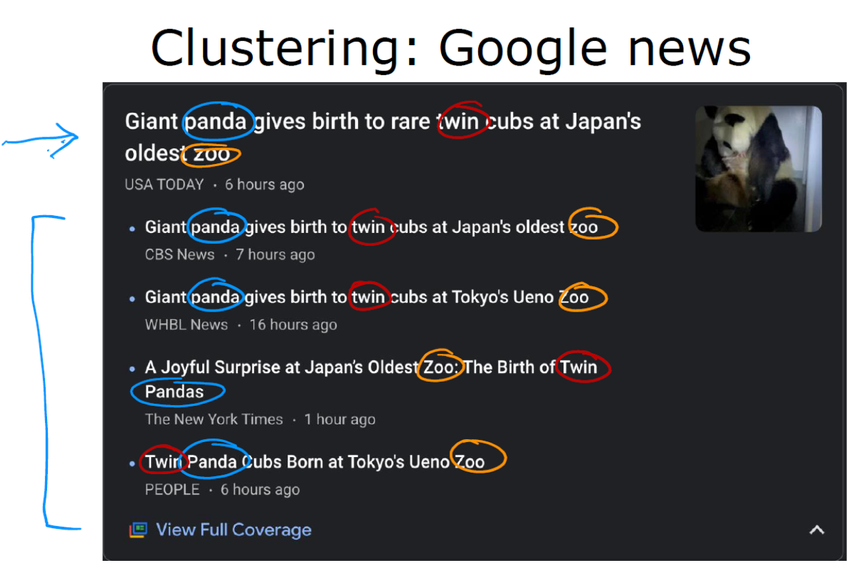 Clustering: Google news
Giant panda gives birth to rare twin cubs at Japan's
oldest zoo
USA TODAY · 6 hours ago
• Giant panda gives birth to twin cubs at Japan's oldest zoo
CBS News · 7 hours ago
• Giant panda gives birth to twin cubs at Tokyo's Ueno Zoo
WHBL News · 16 hours ago
• A Joyful Surprise at Japan’s Oldest Zoo: The Birth of Twin
Pandas
The New York Times · 1 hour ago
• Twin Panda Cubs Born at Tokyo's Ueno Zoo
PEOPLE · 6 hours ago
View Full Coverage